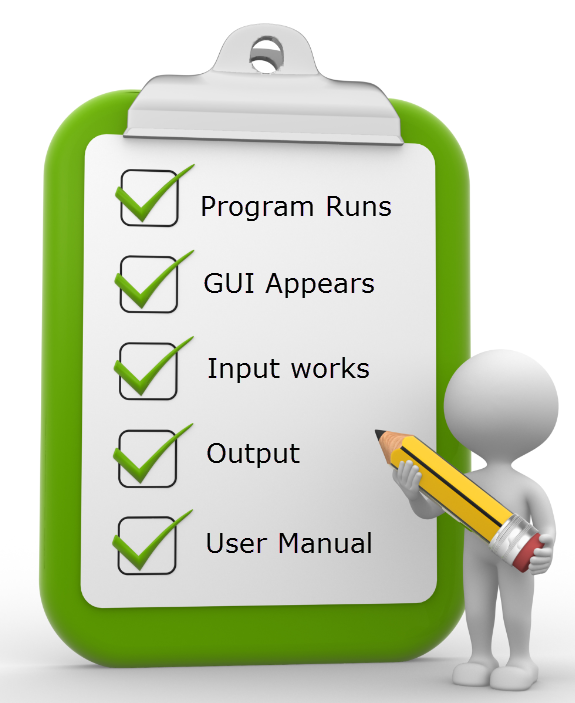 Program Runs
GUI Appears
Input works
Output
User Manual